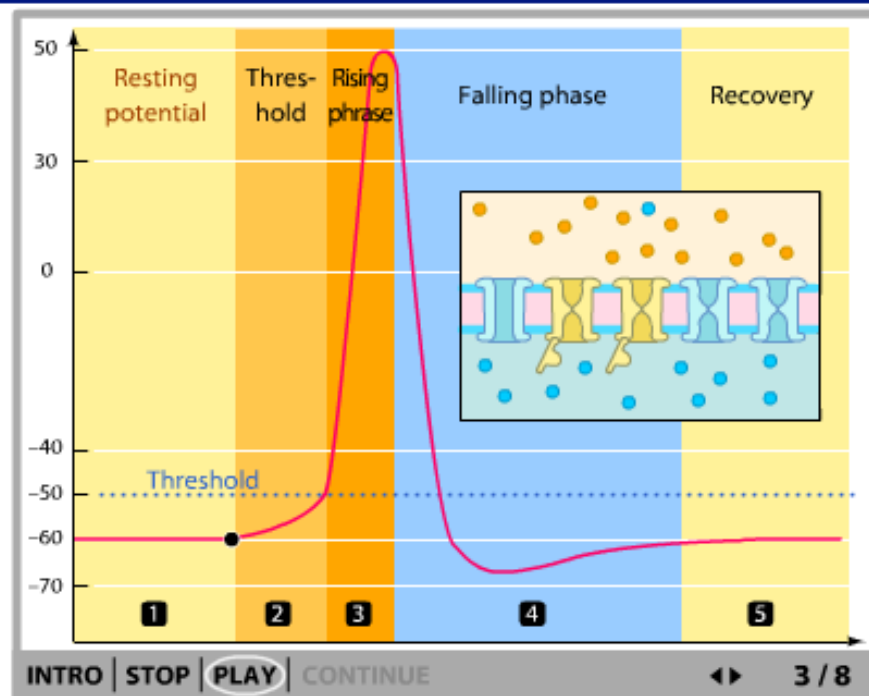 50
Resting
potential
Thres-
hold
Rising
phrase
Falling phase
Recovery
30
0
–40
Threshold
–50
–60
–70
1
2
3
4
5
INTRO | STOP | PLAY | CONTINUE
3 / 8